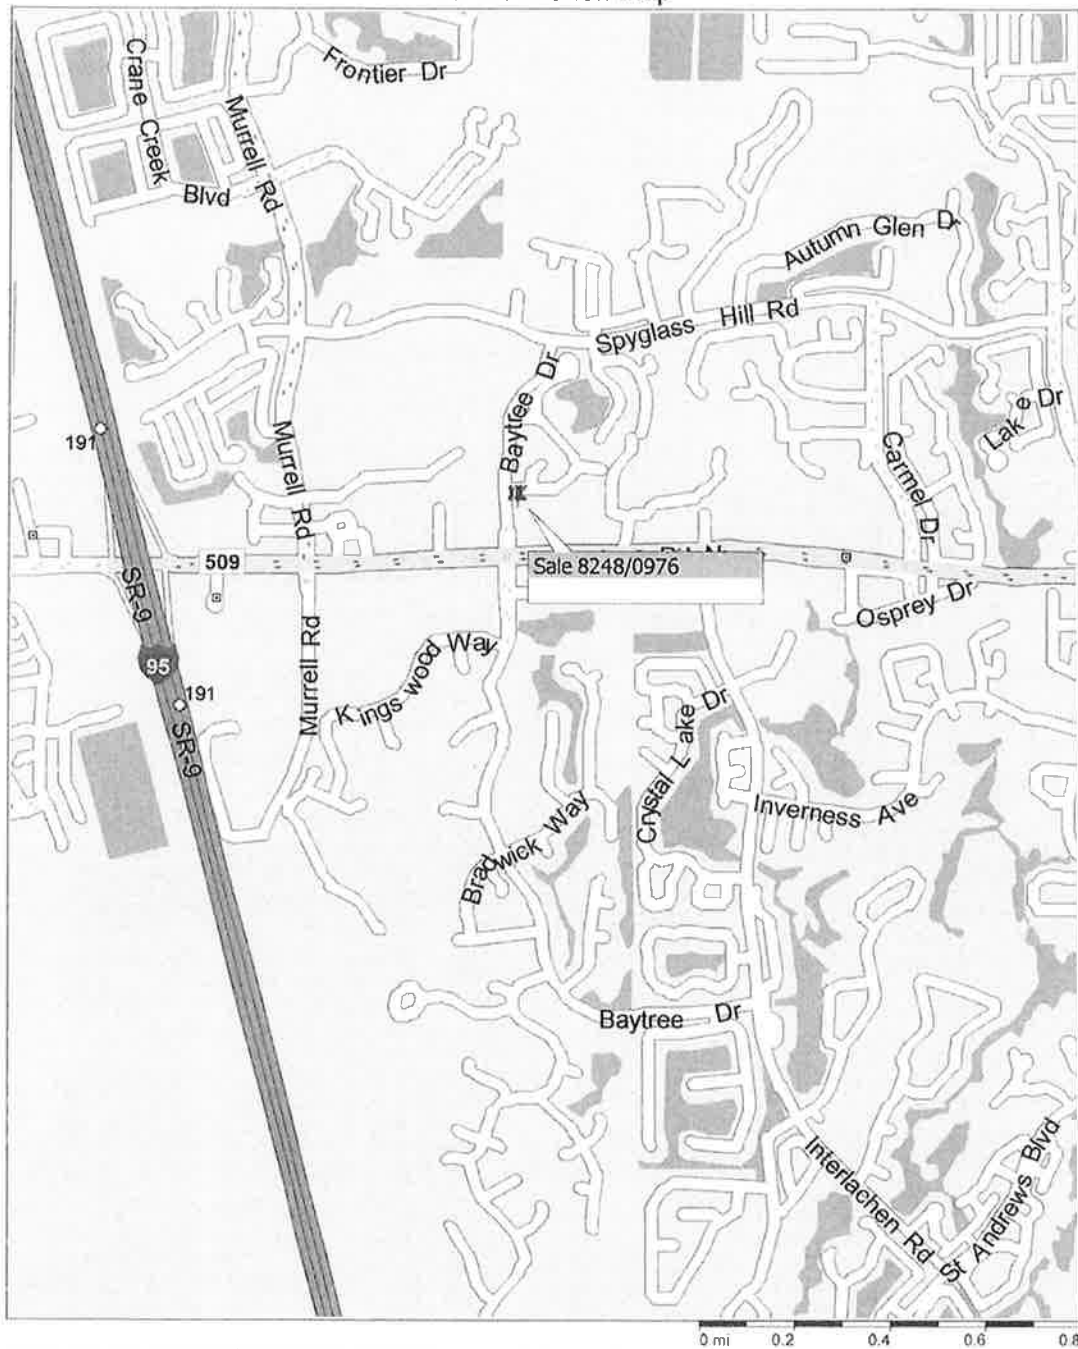 Frontier Dr
Crane Creek
Blvd
Murrell Rd
Autumn Glen Dr
Spyglass Hill Rd
Baytree Dr
Lake Dr
191
Murrell Rd
Carmel Dr
509
Sale 8248/0976
SR-9
Osprey Dr
95
Murrell Rd
Kingswood Way
191
SR-9
Crystal Lake Dr
Inverness Ave
Bradwick Way
Baytree Dr
Interlachen Rd
St Andrews Blvd
0 mi 0.2 0.4 0.6 0.8